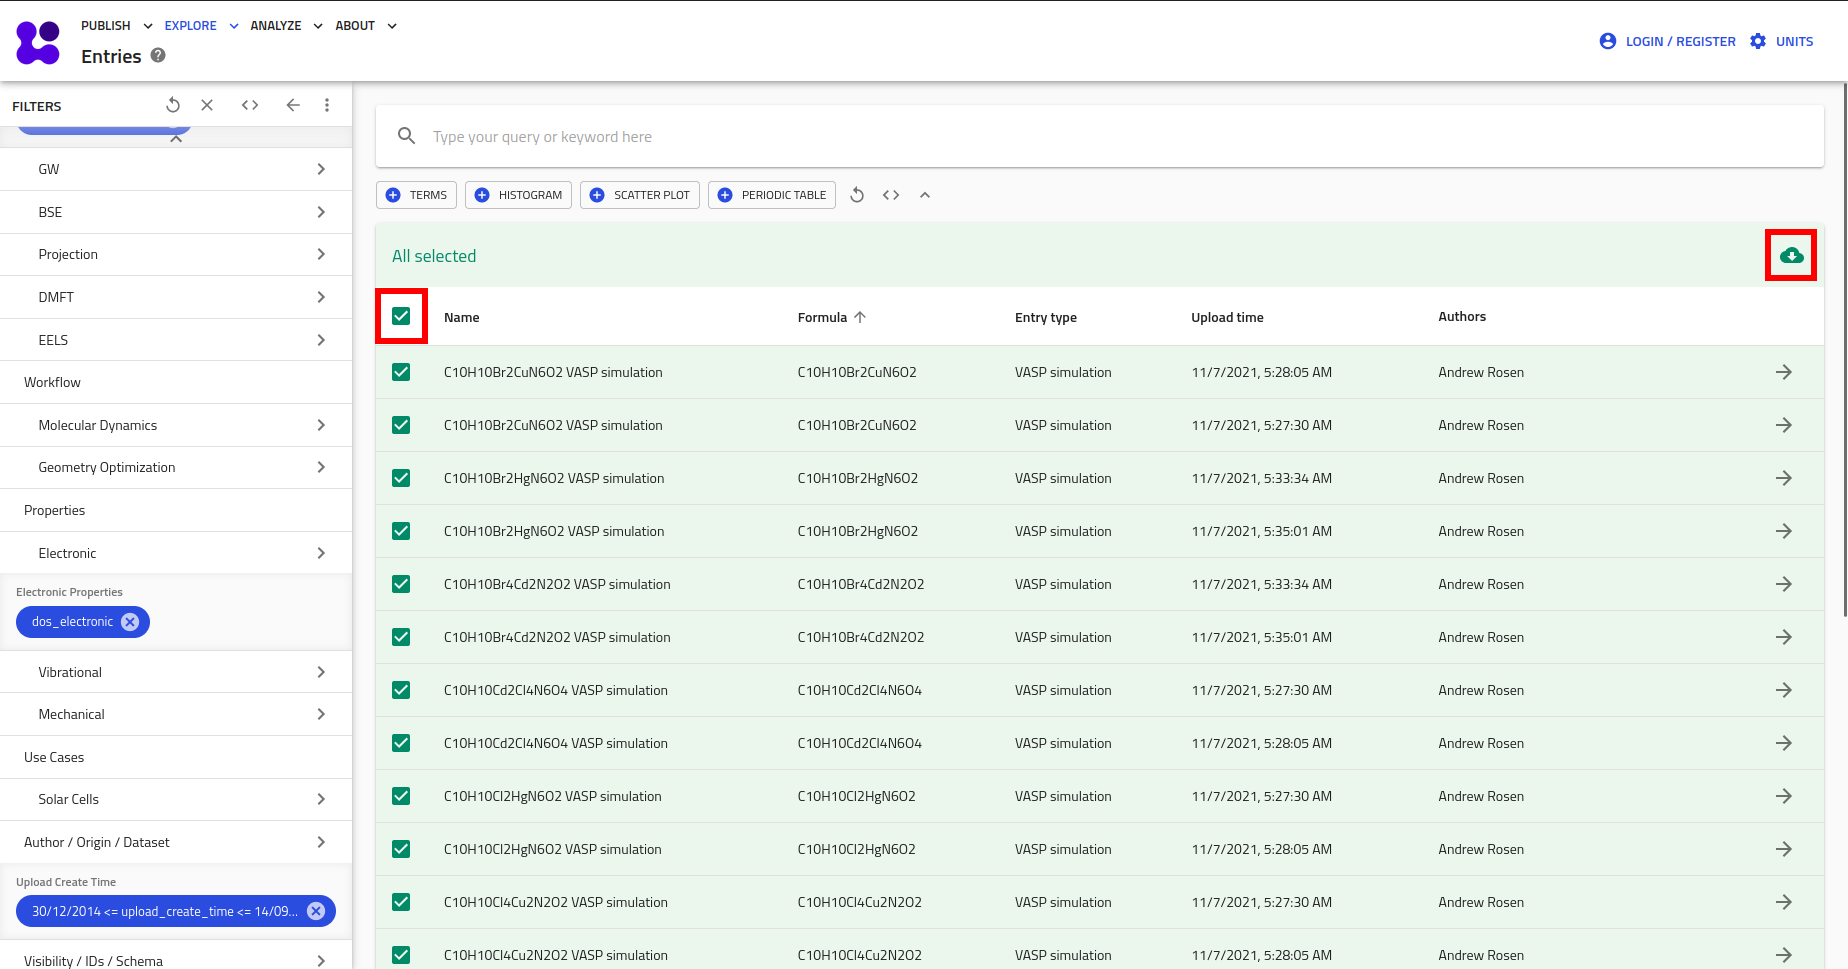 PUBLISH EXPLORE ANALYZE ABOUT
Entries
LOGIN / REGISTER UNITS
FILTERS
GW
BSE
Projection
DMFT
EELS
Workflow
Molecular Dynamics
Geometry Optimization
Properties
Electronic
Electronic Properties
dos_electronic
Vibrational
Mechanical
Use Cases
Solar Cells
Author / Origin / Dataset
Upload Create Time
30/12/2014 <= upload_create_time <= 14/09...
Visibility / IDs / Schema
Type your query or keyword here
TERMS HISTOGRAM SCATTER PLOT PERIODIC TABLE
All selected
Name Formula Entry type Upload time Authors
C10H10Br2CuN6O2 VASP simulation C10H10Br2CuN6O2 VASP simulation 11/7/2021, 5:28:05 AM Andrew Rosen
C10H10Br2CuN6O2 VASP simulation C10H10Br2CuN6O2 VASP simulation 11/7/2021, 5:27:30 AM Andrew Rosen
C10H10Br2HgN6O2 VASP simulation C10H10Br2HgN6O2 VASP simulation 11/7/2021, 5:33:34 AM Andrew Rosen
C10H10Br2HgN6O2 VASP simulation C10H10Br2HgN6O2 VASP simulation 11/7/2021, 5:35:01 AM Andrew Rosen
C10H10Br4Cd2N2O2 VASP simulation C10H10Br4Cd2N2O2 VASP simulation 11/7/2021, 5:33:34 AM Andrew Rosen
C10H10Br4Cd2N2O2 VASP simulation C10H10Br4Cd2N2O2 VASP simulation 11/7/2021, 5:35:01 AM Andrew Rosen
C10H10Cd2Cl4N6O4 VASP simulation C10H10Cd2Cl4N6O4 VASP simulation 11/7/2021, 5:27:30 AM Andrew Rosen
C10H10Cd2Cl4N6O4 VASP simulation C10H10Cd2Cl4N6O4 VASP simulation 11/7/2021, 5:28:05 AM Andrew Rosen
C10H10Cl2HgN6O2 VASP simulation C10H10Cl2HgN6O2 VASP simulation 11/7/2021, 5:27:30 AM Andrew Rosen
C10H10Cl2HgN6O2 VASP simulation C10H10Cl2HgN6O2 VASP simulation 11/7/2021, 5:28:05 AM Andrew Rosen
C10H10Cl4Cu2N2O2 VASP simulation C10H10Cl4Cu2N2O2 VASP simulation 11/7/2021, 5:27:30 AM Andrew Rosen
C10H10Cl4Cu2N2O2 VASP simulation C10H10Cl4Cu2N2O2 VASP simulation 11/7/2021, 5:28:05 AM Andrew Rosen